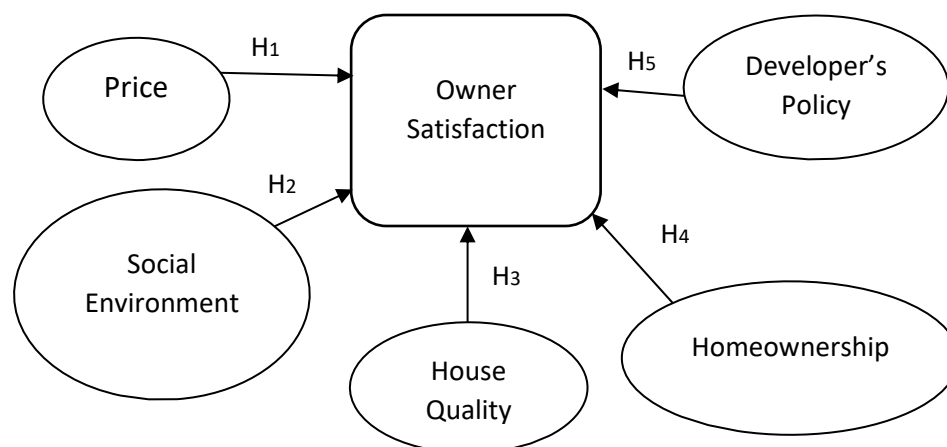 H1
Price
Owner
Satisfaction
H5
Developer’s
Policy
H2
Social
Environment
H3
House
Quality
H4
Homeownership